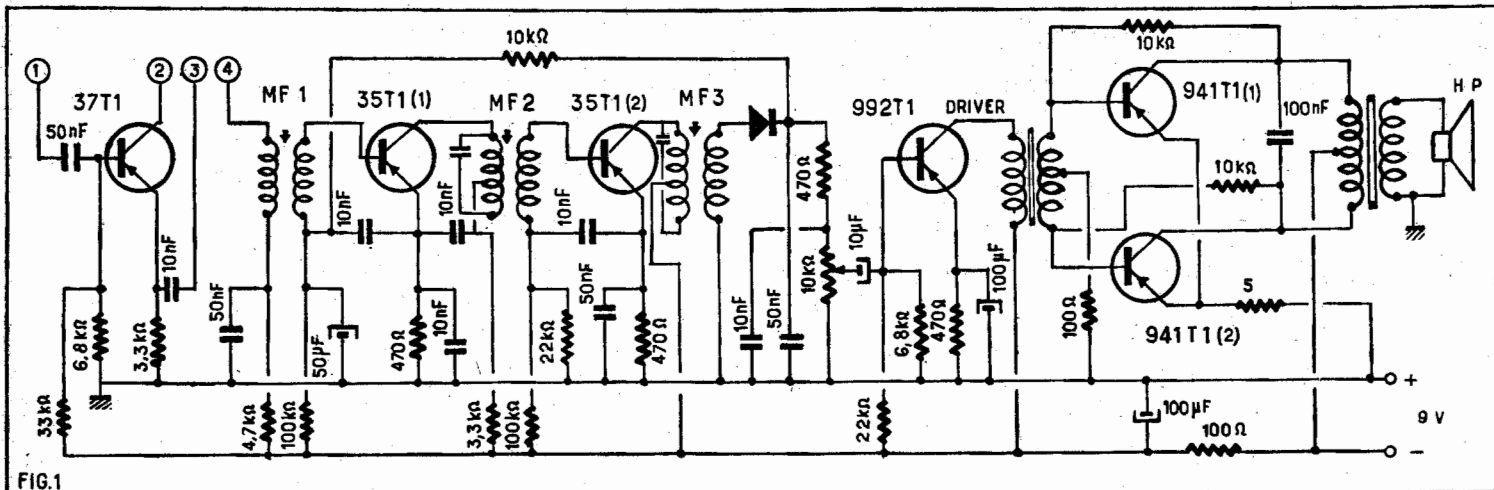 1
2
3
4
37T1
50nF
6,8kΩ
33kΩ
3,3kΩ
10nF
MF 1
50nF
4,7kΩ
100kΩ
50µF
10kΩ
35T1(1)
10nF
10nF
470Ω
10nF
MF2
3,3kΩ
100kΩ
35T1(2)
10nF
22kΩ
50nF
470Ω
MF3
470Ω
10kΩ
10nF
50nF
10µF
992T1
DRIVER
6,8kΩ
470Ω
100µF
22kΩ
10kΩ
941T1(1)
100nF
10kΩ
941T1(2)
100Ω
5
HP
100µF
100Ω
+
9 V
-
FIG.1